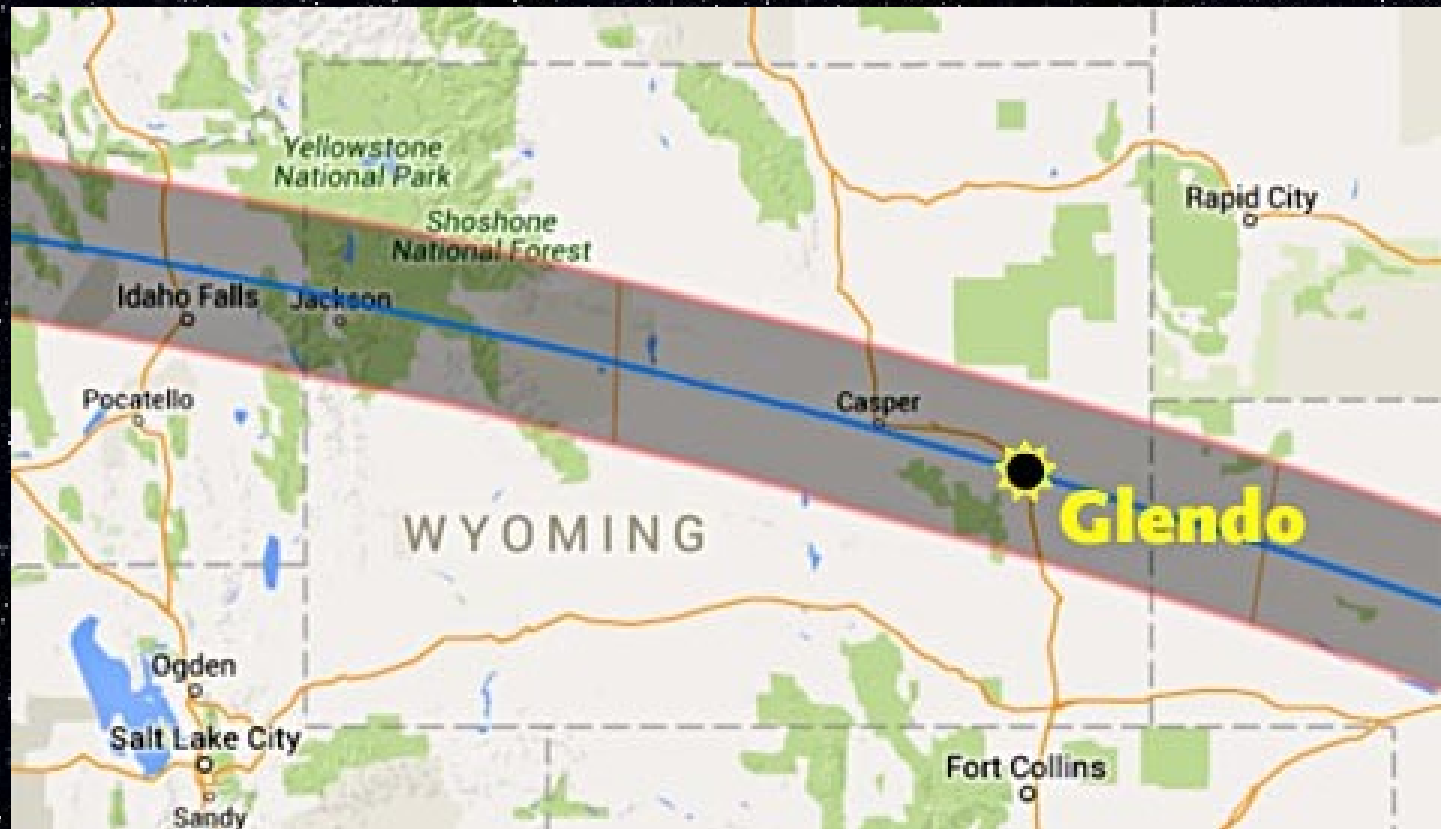 Yellowstone
National Park
Shoshone
National Forest
Rapid City
Idaho Falls
Jackson
Pocatello
Casper
Glendo
WYOMING
Ogden
Salt Lake City
Fort Collins
Sandy